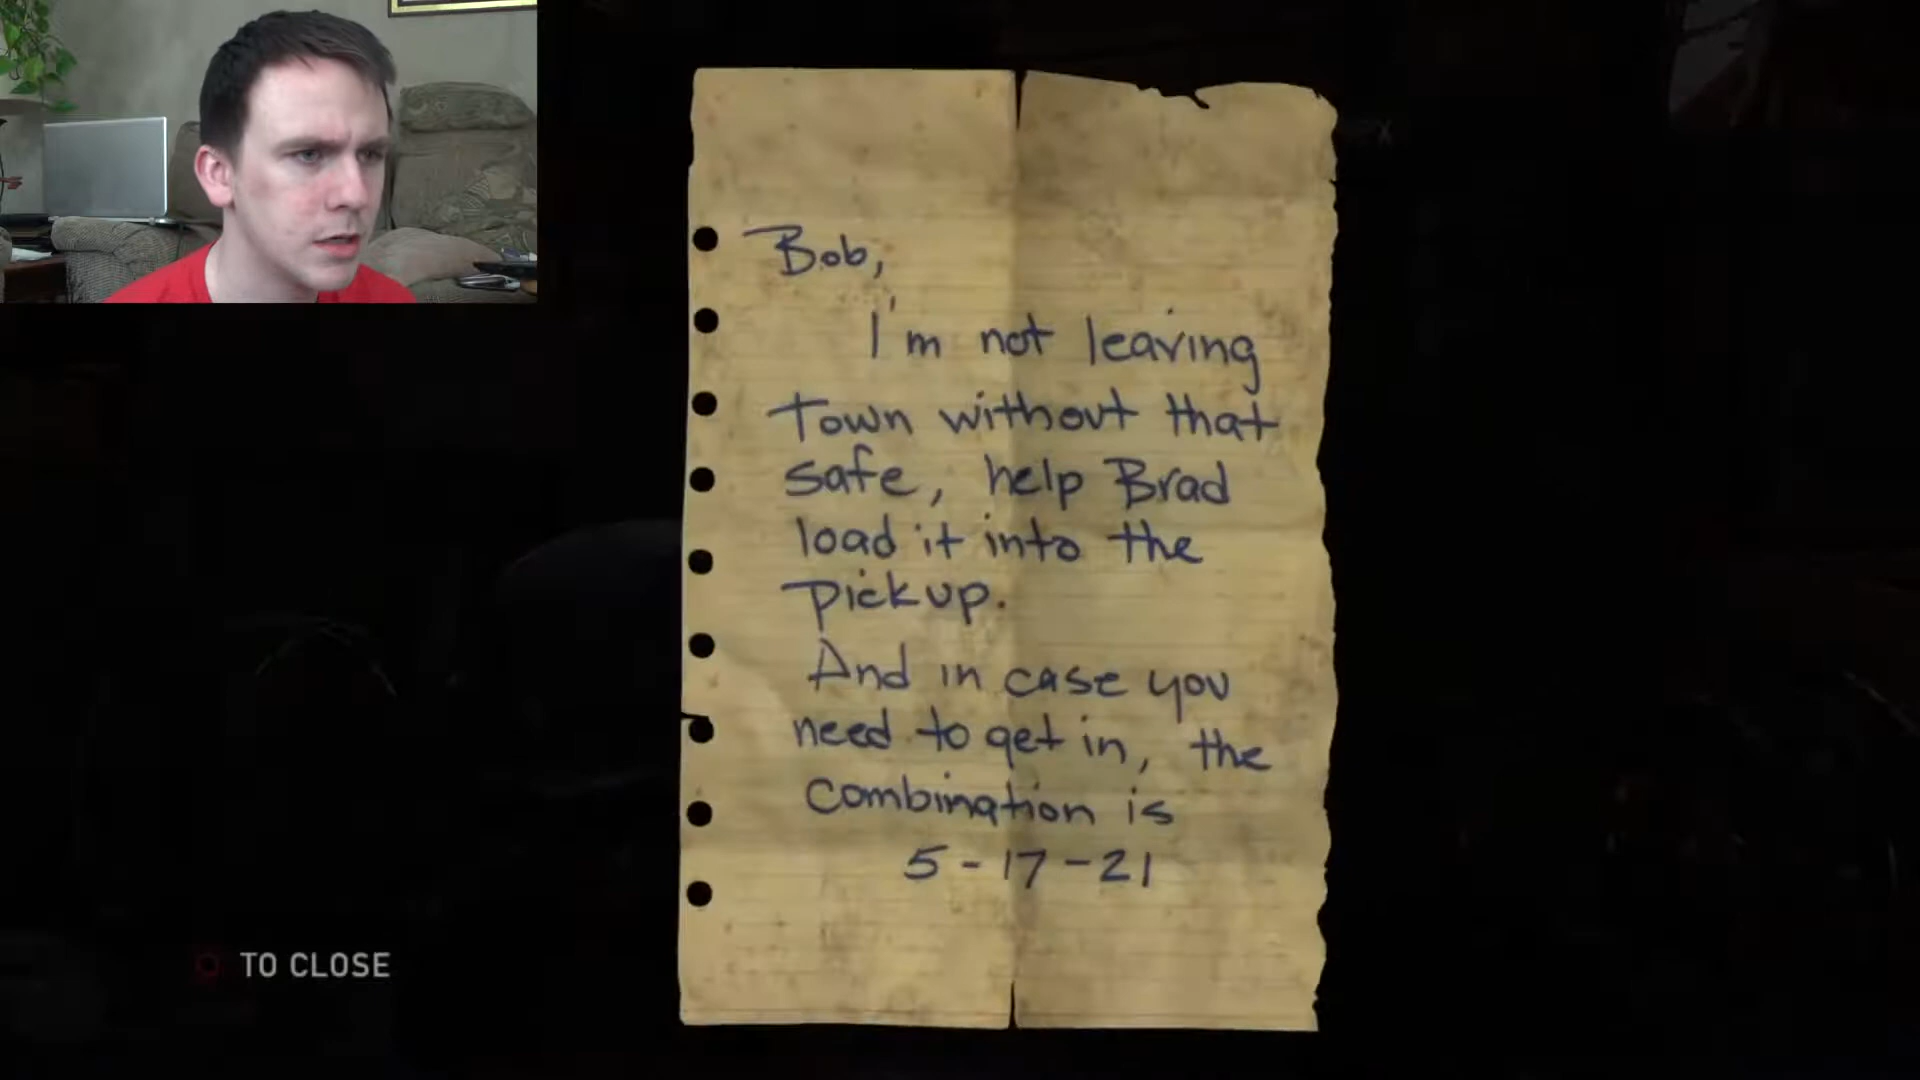 Bob,
I'm not leaving
Town without that
safe, help Brad
load it into the
Pickup.
And in case you
need to get in, the
combination is
5-17-21
TO CLOSE